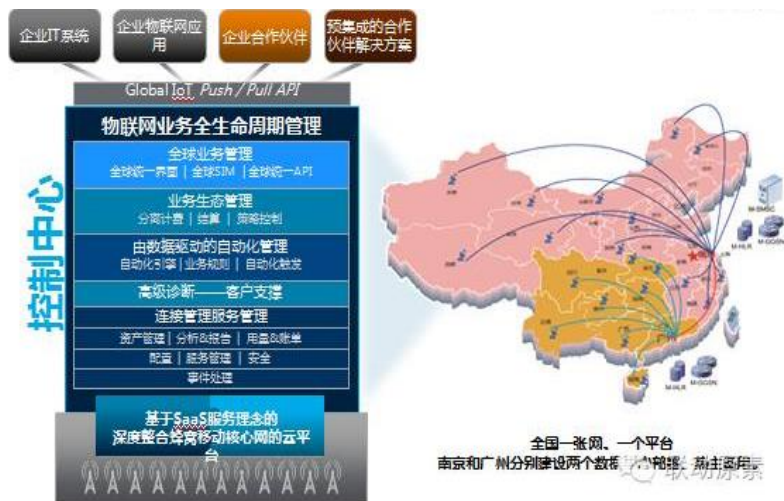 企业IT系统
企业物联网应
用
企业合作伙伴
预集成的合作
伙伴解决方案
Global IoT Push / Pull API
控制中心
物联网业务全生命周期管理
全球业务管理
全球统一界面 | 全球SIM | 全球统一API
业务生态管理
分离计费 | 结算 | 策略控制
由数据驱动的自动化管理
自动化引擎 | 业务规则 | 自动化触发
高级诊断——客户支撑
连接管理服务管理
资产管理 | 分析&报告 | 用量&账单
配置 | 服务管理 | 安全
事件处理
基于SaaS服务理念的
深度整合蜂窝移动核心网的云平
台
M-SMSC
M-HLR
M-GGSN
M-HLR
M-GGSN
全国一张网、一个平台
南京和广州分别建设两个数据
联动原素